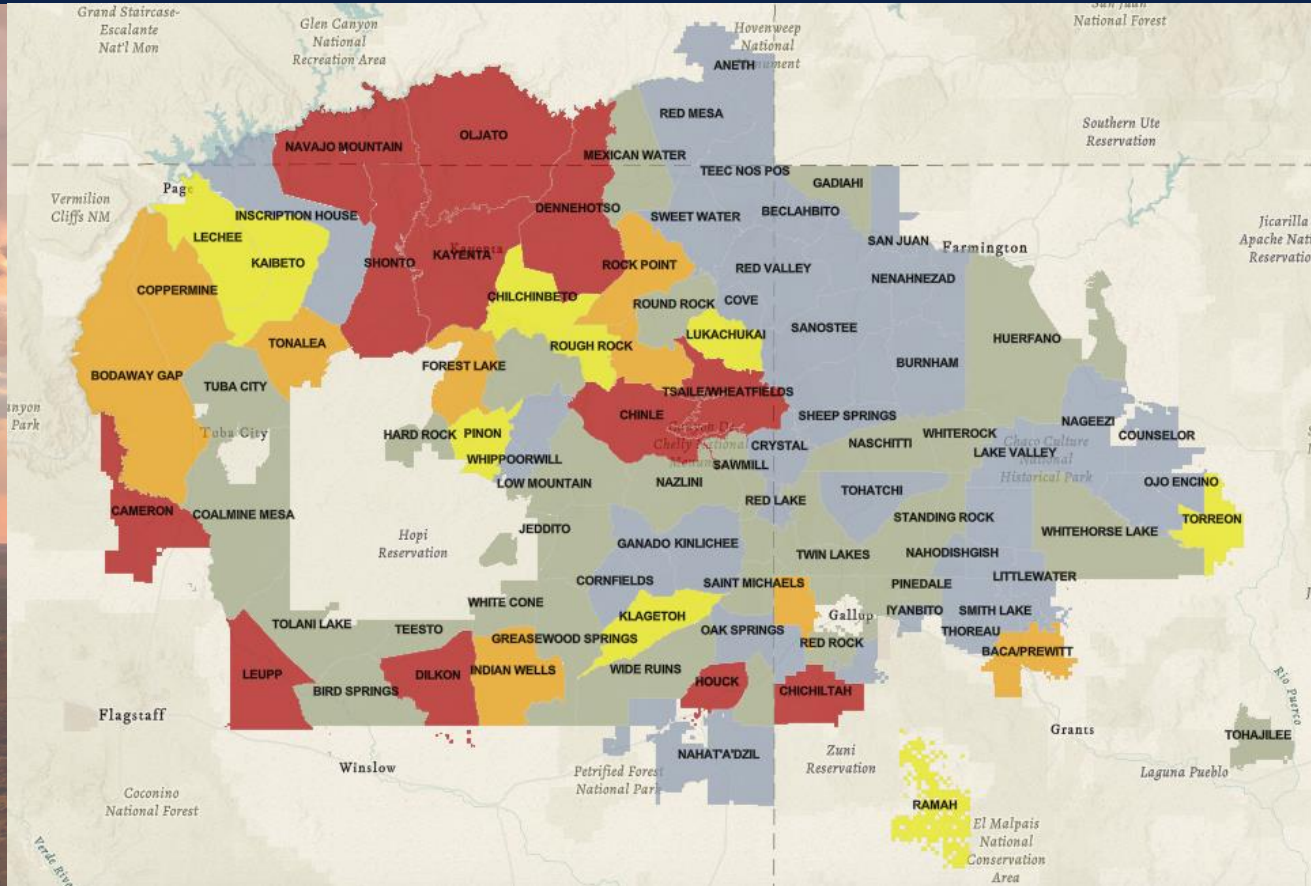 Grand Staircase-
Escalante
Nat'l Mon
Glen Canyon
National
Recreation Area
Hovenweep
National
Monument
San Juan
National Forest
ANETH
RED MESA
Southern Ute
Reservation
NAVAJO MOUNTAIN
OLJATO
MEXICAN WATER
TEEC NOS POS
GADIAHI
Vermilion
Cliffs NM
Page
INSCRIPTION HOUSE
DENNEHOTSO
SWEET WATER
BECLAHBITO
Jicarilla
LECHEE
SAN JUAN
Farmington
KAIBETO
SHONTO
KAYENTA
Kayenta
ROCK POINT
RED VALLEY
NENAHNEZAD
COPPERMINE
CHILCHINBETO
ROUND ROCK
COVE
SANOSTEE
TONALEA
ROUGH ROCK
LUKACHUKAI
HUERFANO
BODAWAY GAP
TUBA CITY
FOREST LAKE
BURNHAM
TSAILE/WHEATFIELDS
CHINLE
SHEEP SPRINGS
NAGEEZI
Tuba City
HARD ROCK
PINON
NASCHITTI
WHITEROCK
COUNSELOR
CRYSTAL
LAKE VALLEY
Chaco Culture
National
Historical Park
WHIPPOORWILL
SAWMILL
LOW MOUNTAIN
NAZLINI
RED LAKE
TOHATCHI
OJO ENCINO
CAMERON
COALMINE MESA
JEDDITO
STANDING ROCK
WHITEHORSE LAKE
TORREON
Hopi
Reservation
GANADO
KINLICHEE
TWIN LAKES
NAHODISHGISH
CORNFIELDS
SAINT MICHAELS
PINEDALE
LITTLEWATER
WHITE CONE
KLAGETOH
Gallup
IYANBITO
SMITH LAKE
TOLANI LAKE
TEESTO
GREASEWOOD SPRINGS
OAK SPRINGS
RED ROCK
THOREAU
BACA/PREWITT
LEUPP
DILKON
INDIAN WELLS
WIDE RUINS
HOUCK
CHICHILTAH
BIRD SPRINGS
Rio Puerco
Flagstaff
Grants
TOHAJILEE
Winslow
NAHAT'A'DZIL
Petrified Forest
National Park
Zuni
Reservation
Laguna Pueblo
Coconino
National Forest
RAMAH
El Malpais
National
Conservation
Area